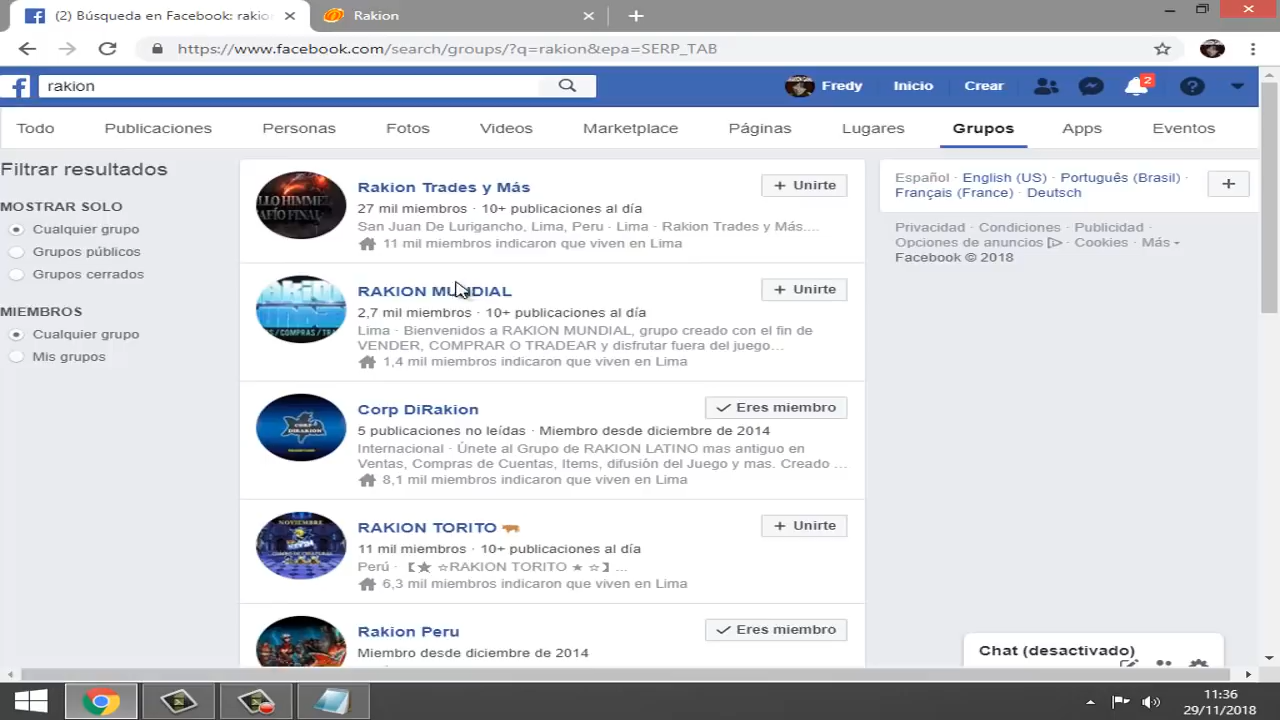 (2) Búsqueda en Facebook: rakio
Rakion
https://www.facebook.com/search/groups/?q=rakion&epa=SERP_TAB
rakion
Fredy
Inicio
Crear
2
Todo
Publicaciones
Personas
Fotos
Videos
Marketplace
Páginas
Lugares
Grupos
Apps
Eventos
Filtrar resultados
MOSTRAR SOLO
Cualquier grupo
Grupos públicos
Grupos cerrados
MIEMBROS
Cualquier grupo
Mis grupos
Rakion Trades y Más
+ Unirte
27 mil miembros · 10+ publicaciones al día
San Juan De Lurigancho, Lima, Peru · Lima · Rakion Trades y Más....
11 mil miembros indicaron que viven en Lima
RAKION MUNDIAL
+ Unirte
2,7 mil miembros · 10+ publicaciones al día
Lima · Bienvenidos a RAKION MUNDIAL, grupo creado con el fin de
VENDER, COMPRAR O TRADEAR y disfrutar fuera del juego...
1,4 mil miembros indicaron que viven en Lima
Corp DiRakion
Eres miembro
5 publicaciones no leídas · Miembro desde diciembre de 2014
Internacional · Únete al Grupo de RAKION LATINO mas antiguo en
Ventas, Compras de Cuentas, Items, difusión del Juego y mas. Creado ...
8,1 mil miembros indicaron que viven en Lima
RAKION TORITO
+ Unirte
11 mil miembros · 10+ publicaciones al día
Perú · 【★ ☆RAKION TORITO ★ ☆】 ...
6,3 mil miembros indicaron que viven en Lima
Rakion Peru
Eres miembro
Miembro desde diciembre de 2014
Español · English (US) · Português (Brasil) ·
Français (France) · Deutsch
Privacidad · Condiciones · Publicidad ·
Opciones de anuncios · Cookies · Más
Facebook © 2018
Chat (desactivado)
11:36
29/11/2018